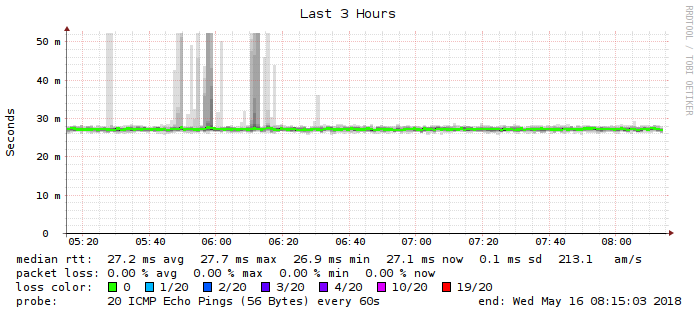 Last 3 Hours
RRDTOOL / TOBI OETIKER
Seconds
50 m
40 m
30 m
20 m
10 m
0
05:20 05:40 06:00 06:20 06:40 07:00 07:20 07:40 08:00
median rtt: 27.2 ms avg 27.7 ms max 26.9 ms min 27.1 ms now 0.1 ms sd 213.1 am/s
packet loss: 0.00 % avg 0.00 % max 0.00 % min 0.00 % now
loss color: 0 1/20 2/20 3/20 4/20 10/20 19/20
probe: 20 ICMP Echo Pings (56 Bytes) every 60s end: Wed May 16 08:15:03 2018